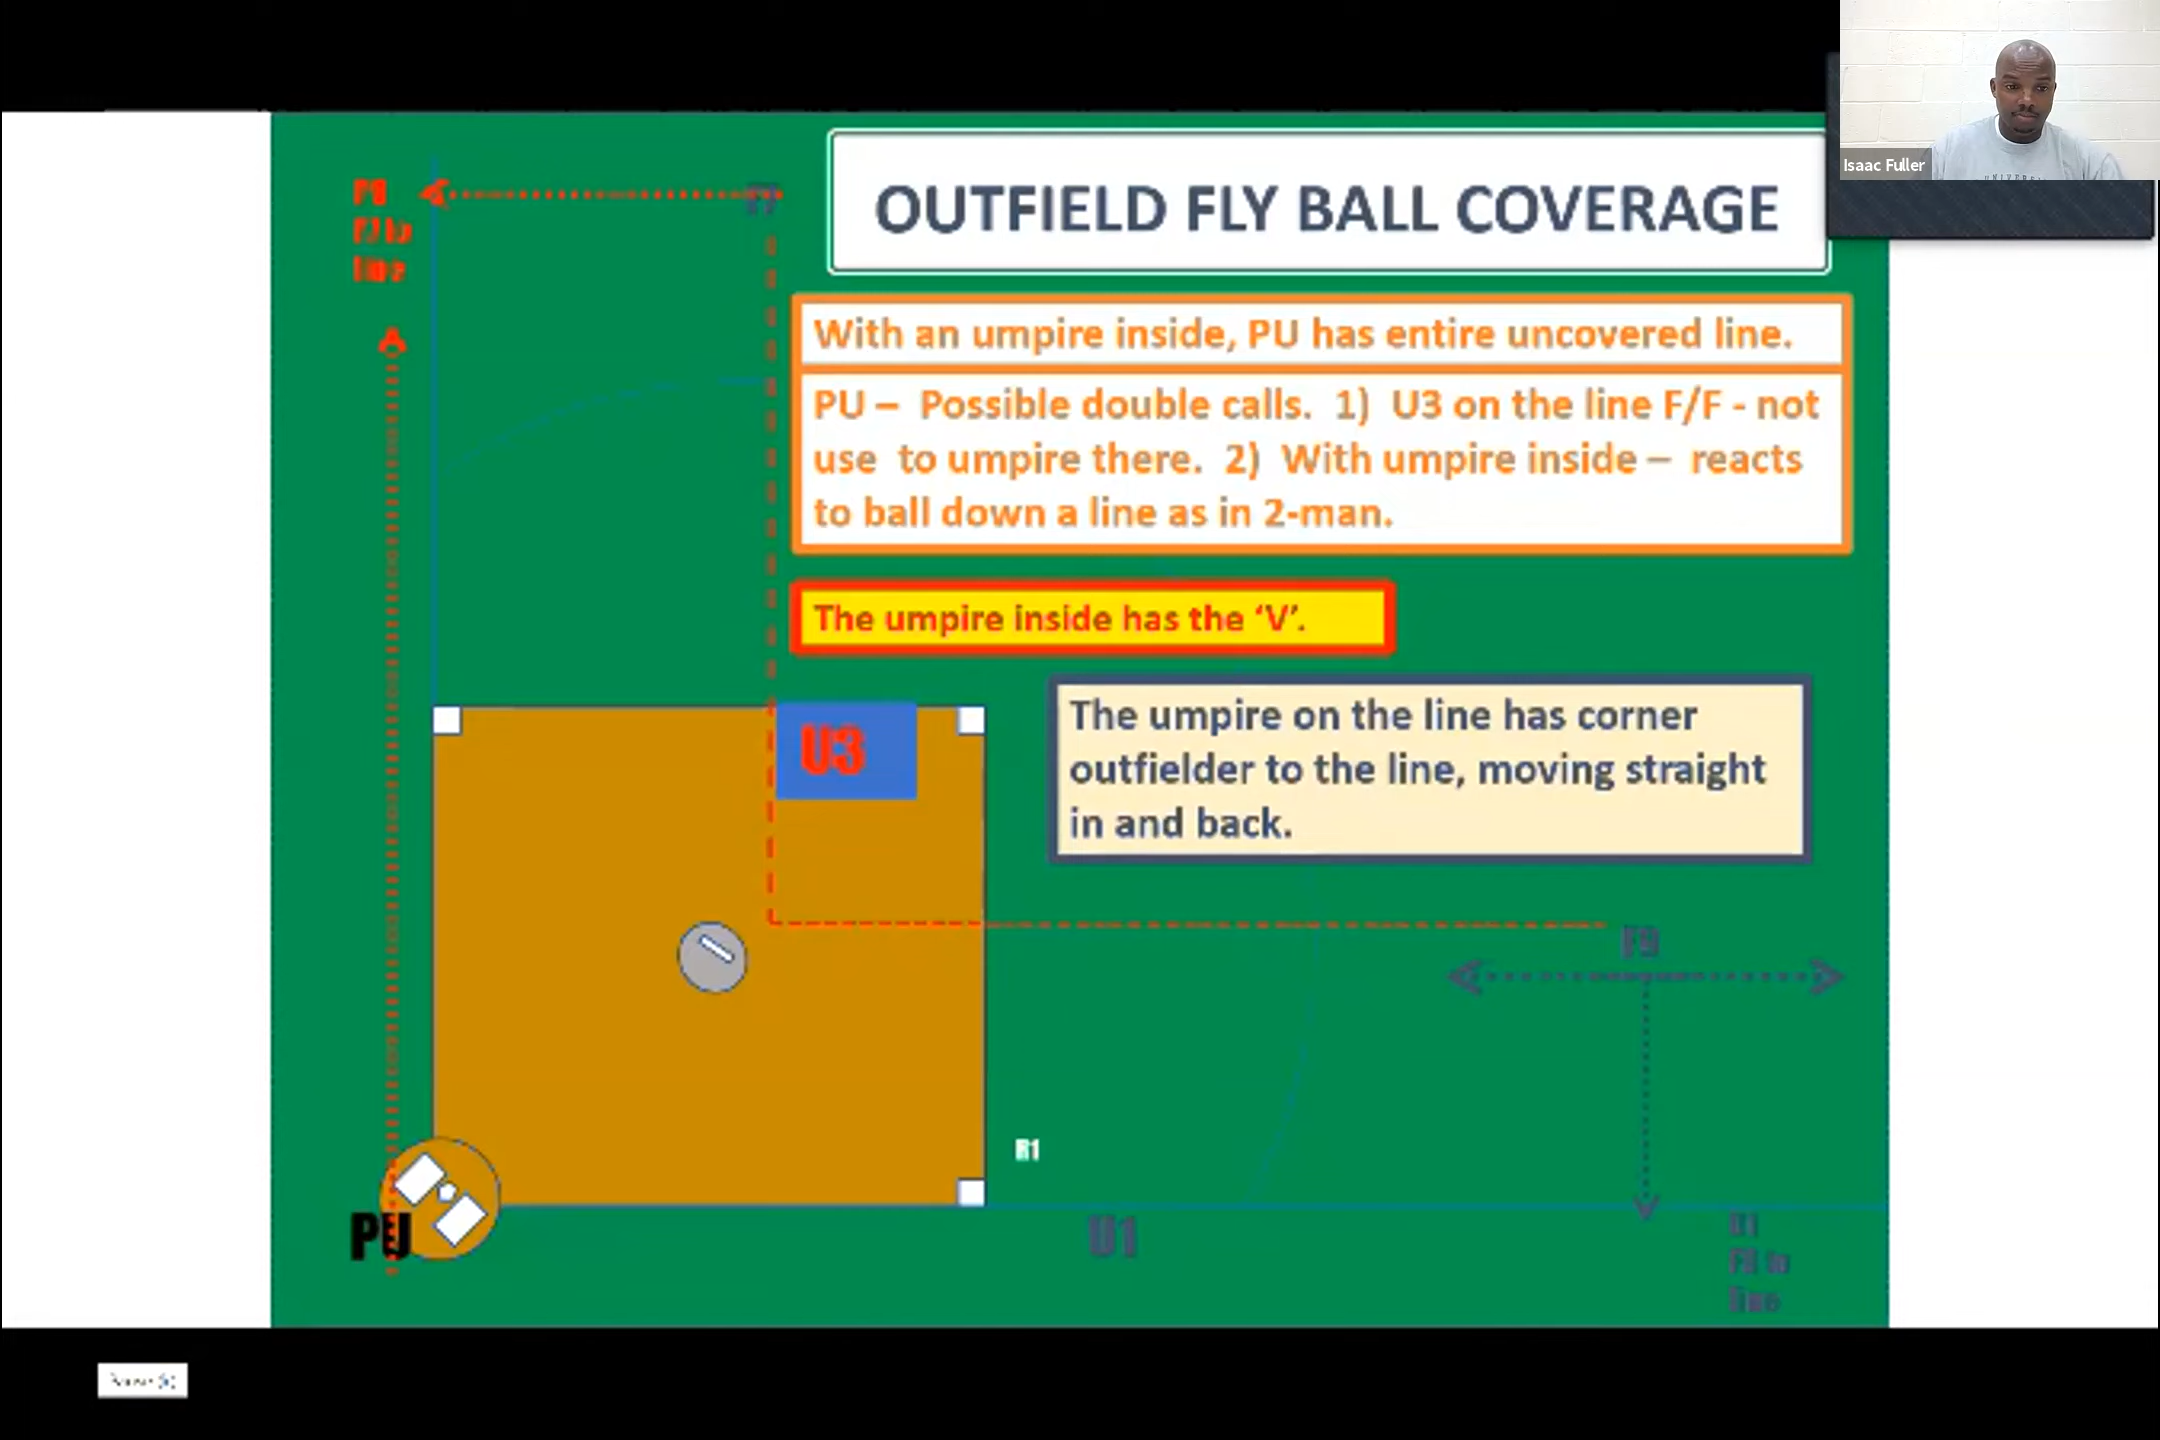 Isaac Fuller
OUTFIELD FLY BALL COVERAGE
line
With an umpire inside, PU has entire uncovered line.
PU – Possible double calls. 1) U3 on the line F/F - not
use to umpire there. 2) With umpire inside – reacts
to ball down a line as in 2-man.
The umpire inside has the ‘V’.
U3
The umpire on the line has corner
outfielder to the line, moving straight
in and back.
F9
R1
PU
U1
line